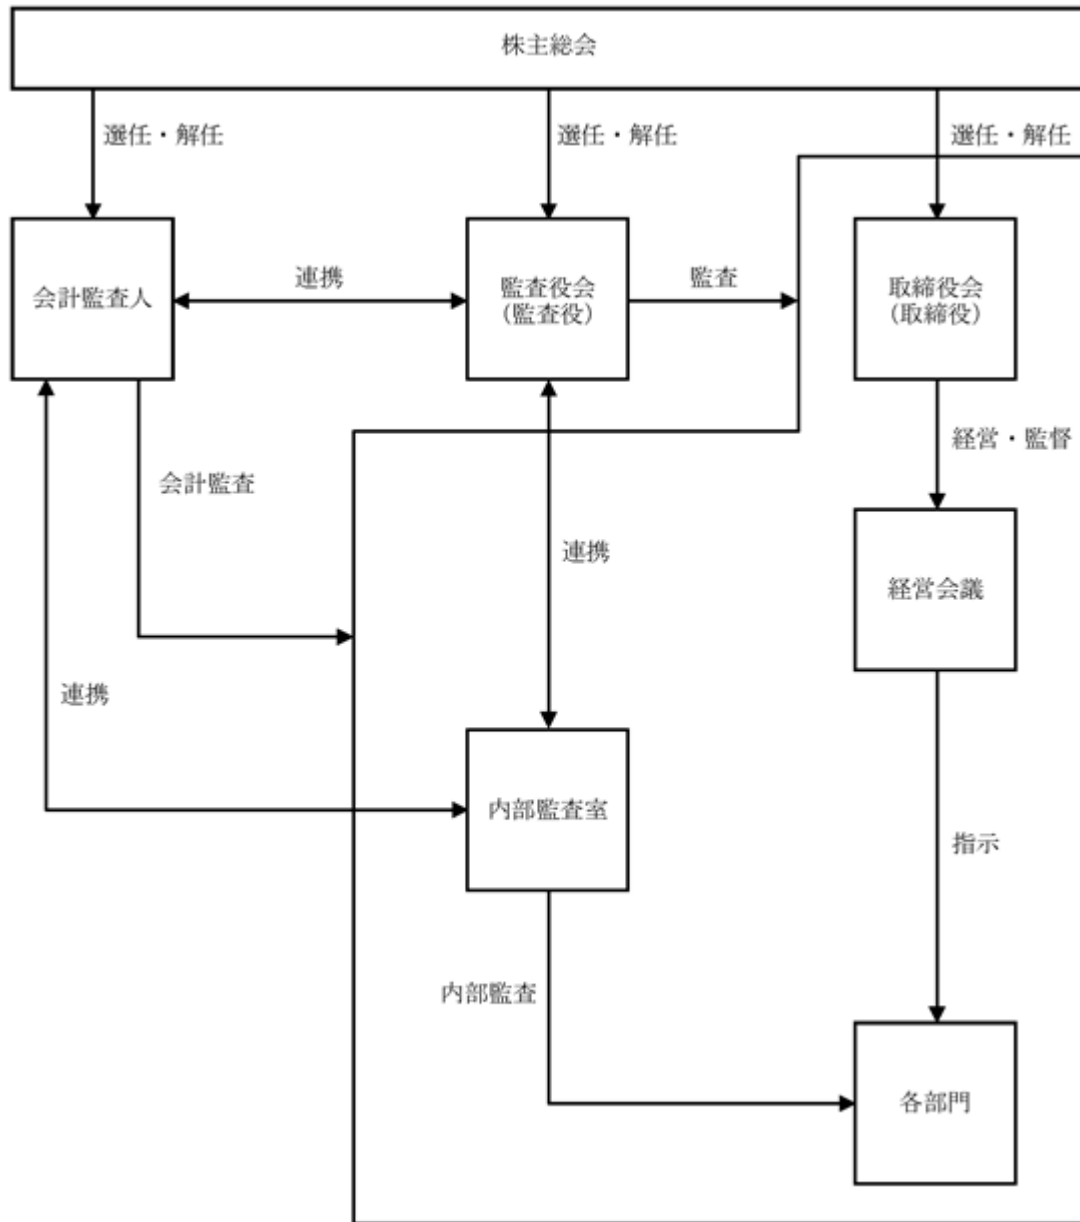 株主総会
選任・解任
選任・解任
選任・解任
会計監査人
連携
監査役会
(監査役)
監査
取締役会
(取締役)
経営・監督
会計監査
連携
経営会議
連携
内部監査室
指示
内部監査
各部門